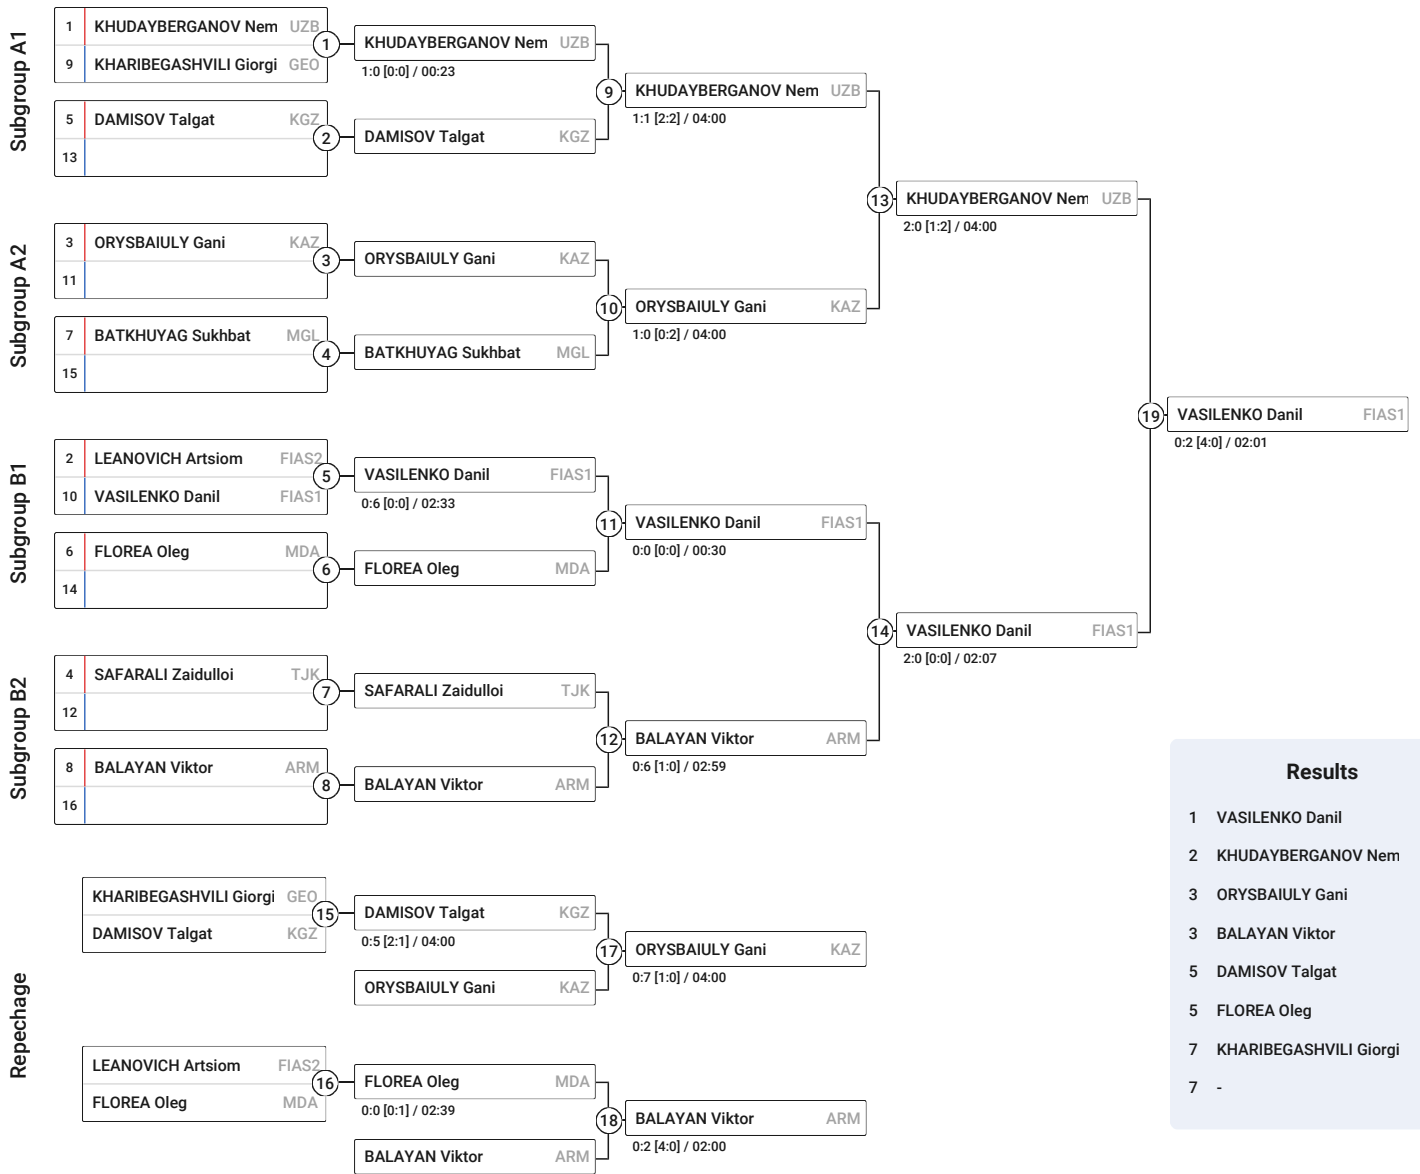 Subgroup A1
1 KHUDAYBERGANOV Nem UZB
9 KHARIBEGASHVILI Giorgi GEO
1
KHUDAYBERGANOV Nem UZB
1:0 [0:0] / 00:23
5 DAMISOV Talgat KGZ
13
2
DAMISOV Talgat KGZ
9
KHUDAYBERGANOV Nem UZB
1:1 [2:2] / 04:00
Subgroup A2
3 ORYSBAIULY Gani KAZ
11
3
ORYSBAIULY Gani KAZ
7 BATKHUYAG Sukhbat MGL
15
4
BATKHUYAG Sukhbat MGL
10
ORYSBAIULY Gani KAZ
1:0 [0:2] / 04:00
13
KHUDAYBERGANOV Nem UZB
2:0 [1:2] / 04:00
Subgroup B1
2 LEANOVICH Artsiom FIAS2
10 VASILENKO Danil FIAS1
5
VASILENKO Danil FIAS1
0:6 [0:0] / 02:33
6 FLOREA Oleg MDA
14
6
FLOREA Oleg MDA
11
VASILENKO Danil FIAS1
0:0 [0:0] / 00:30
Subgroup B2
4 SAFARALI Zaidulloi TJK
12
7
SAFARALI Zaidulloi TJK
8 BALAYAN Viktor ARM
16
8
BALAYAN Viktor ARM
12
BALAYAN Viktor ARM
0:6 [1:0] / 02:59
14
VASILENKO Danil FIAS1
2:0 [0:0] / 02:07
19
VASILENKO Danil FIAS1
0:2 [4:0] / 02:01
Repechage
KHARIBEGASHVILI Giorgi GEO
DAMISOV Talgat KGZ
15
DAMISOV Talgat KGZ
0:5 [2:1] / 04:00
ORYSBAIULY Gani KAZ
17
ORYSBAIULY Gani KAZ
0:7 [1:0] / 04:00
LEANOVICH Artsiom FIAS2
FLOREA Oleg MDA
16
FLOREA Oleg MDA
0:0 [0:1] / 02:39
BALAYAN Viktor ARM
18
BALAYAN Viktor ARM
0:2 [4:0] / 02:00
Results
1 VASILENKO Danil
2 KHUDAYBERGANOV Nem
3 ORYSBAIULY Gani
3 BALAYAN Viktor
5 DAMISOV Talgat
5 FLOREA Oleg
7 KHARIBEGASHVILI Giorgi
7 -